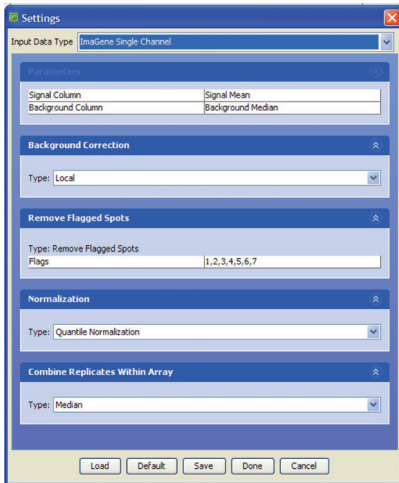 Settings
Input Data Type ImaGene Single Channel
Parameters
Signal Column Signal Mean
Background Column Background Median
Background Correction
Type: Local
Remove Flagged Spots
Type: Remove Flagged Spots
Flags 1,2,3,4,5,6,7
Normalization
Type: Quantile Normalization
Combine Replicates Within Array
Type: Median
Load Default Save Done Cancel